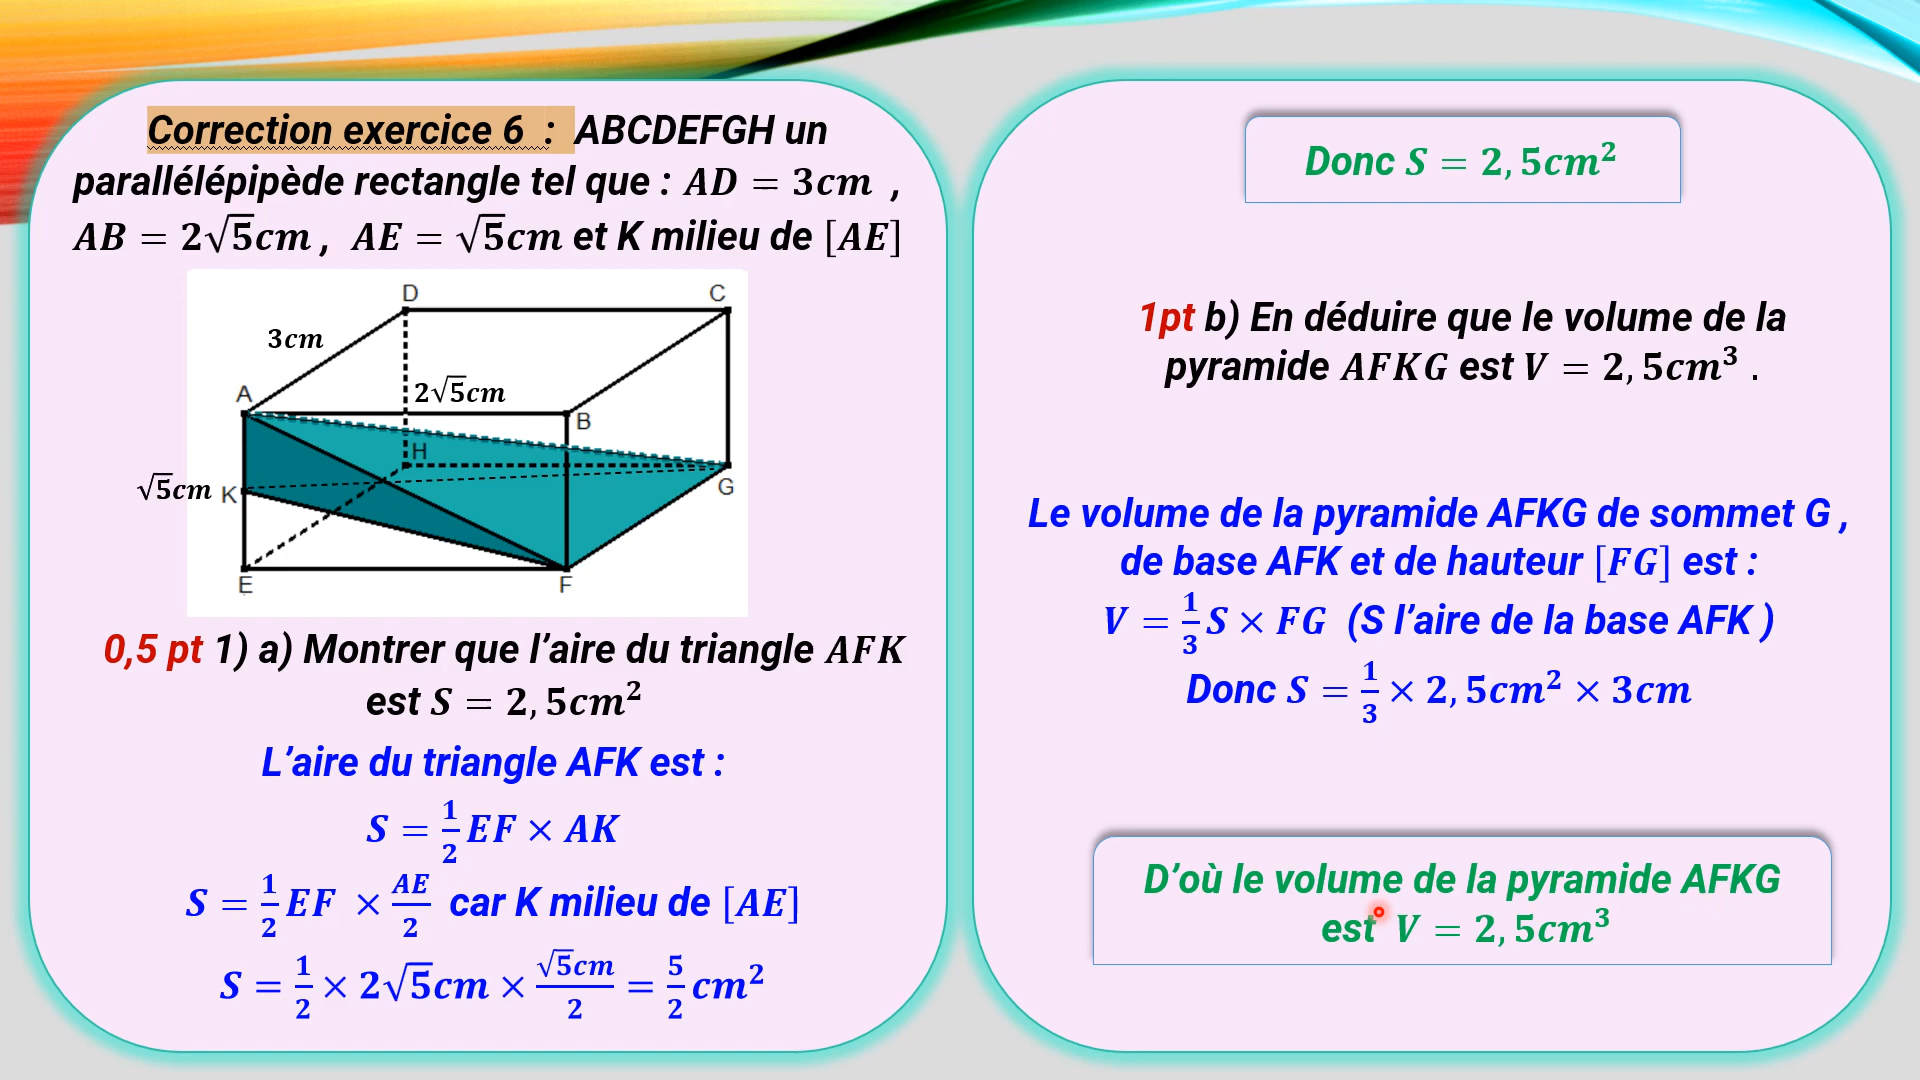 Correction exercice 6 : ABCDEFGH un
parallélépipède rectangle tel que : AD = 3cm ,
AB = 2√5cm , AE = √5cm et K milieu de [AE]
D
C
3cm
A
2√5cm
B
H
√5cm
K
G
E
F
0,5 pt 1) a) Montrer que l’aire du triangle AFK
est S = 2, 5cm²
L’aire du triangle AFK est :
S = 1/2 EF × AK
S = 1/2 EF × AE/2 car K milieu de [AE]
S = 1/2 × 2√5cm × √5cm/2 = 5/2 cm²
Donc S = 2, 5cm²
1pt b) En déduire que le volume de la
pyramide AFKG est V = 2, 5cm³ .
Le volume de la pyramide AFKG de sommet G ,
de base AFK et de hauteur [FG] est :
V = 1/3 S × FG (S l’aire de la base AFK )
Donc S = 1/3 × 2, 5cm² × 3cm
D’où le volume de la pyramide AFKG
est V = 2, 5cm³